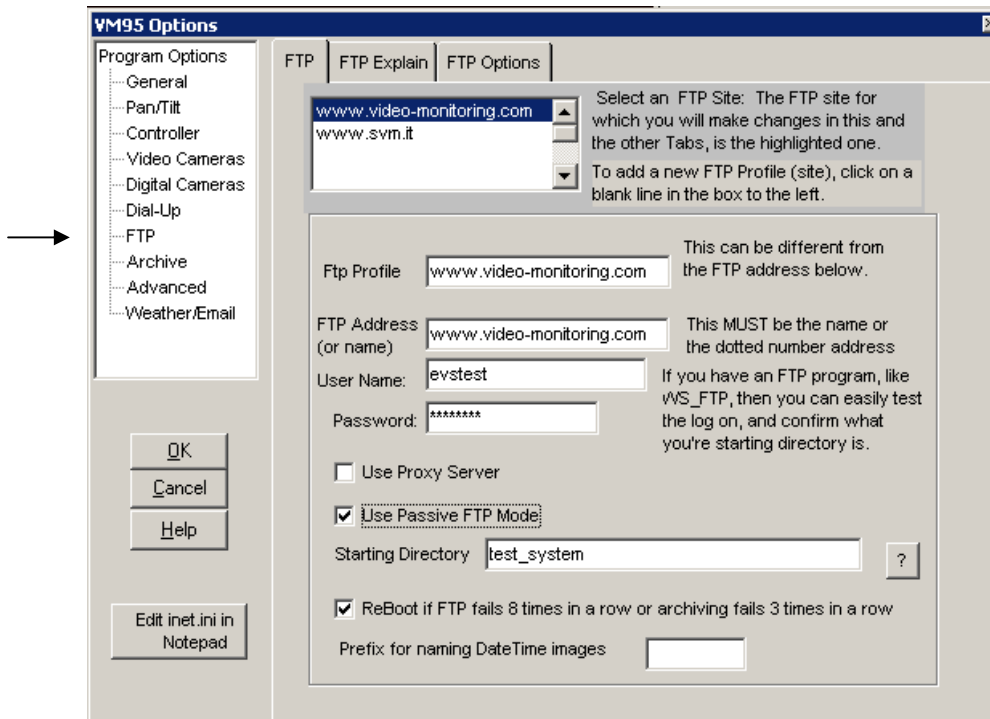 VM95 Options
Program Options
General
Pan/Tilt
Controller
Video Cameras
Digital Cameras
Dial-Up
FTP
Archive
Advanced
Weather/Email
OK
Cancel
Help
Edit inet.ini in
Notepad
FTP
FTP Explain
FTP Options
www.video-monitoring.com
www.svm.it
Select an FTP Site: The FTP site for
which you will make changes in this and
the other Tabs, is the highlighted one.
To add a new FTP Profile (site), click on a
blank line in the box to the left.
Ftp Profile
www.video-monitoring.com
This can be different from
the FTP address below.
FTP Address
(or name)
www.video-monitoring.com
This MUST be the name or
the dotted number address
User Name:
evstest
Password:
********
If you have an FTP program, like
WS_FTP, then you can easily test
the log on, and confirm what
you're starting directory is.
Use Proxy Server
Use Passive FTP Mode
Starting Directory
test_system
?
ReBoot if FTP fails 8 times in a row or archiving fails 3 times in a row
Prefix for naming DateTime images